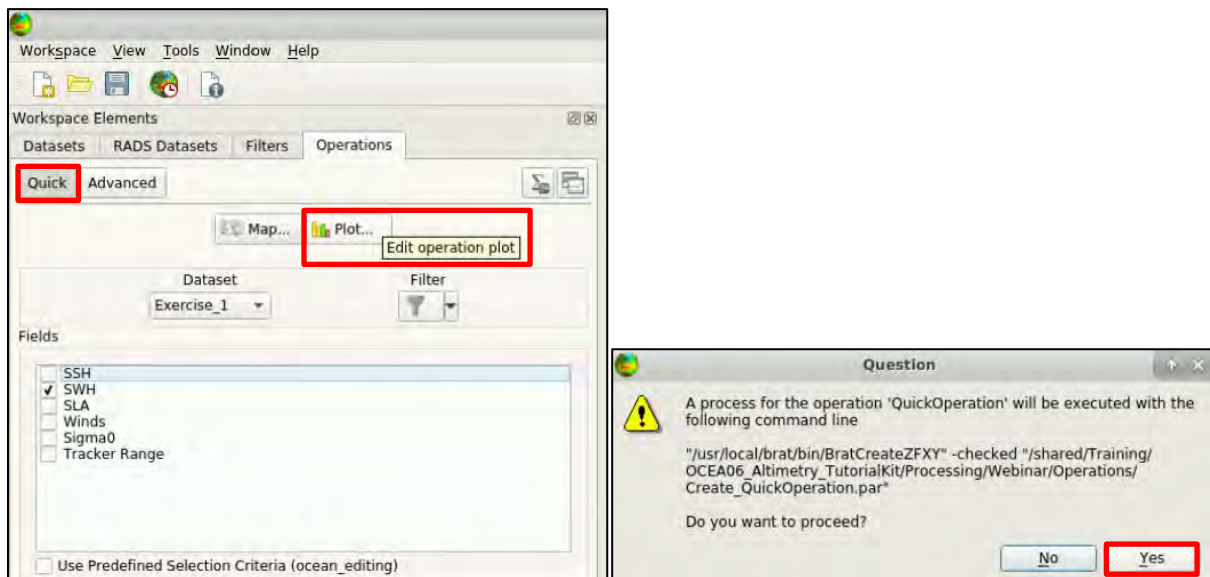 Workspace View Tools Window Help
Workspace Elements
Datasets RADS Datasets Filters Operations
Quick Advanced
Map... Plot...
Edit operation plot
Dataset Filter
Exercise_1
Fields
SSH
SWH
SLA
Winds
Sigma0
Tracker Range
Use Predefined Selection Criteria (ocean_editing)
Question
A process for the operation 'QuickOperation' will be executed with the
following command line
"/usr/local/brat/bin/BratCreateZFXY" -checked "/shared/Training/
OCEA06_Altimetry_TutorialKit/Processing/Webinar/Operations/
Create_QuickOperation.par"
Do you want to proceed?
No Yes